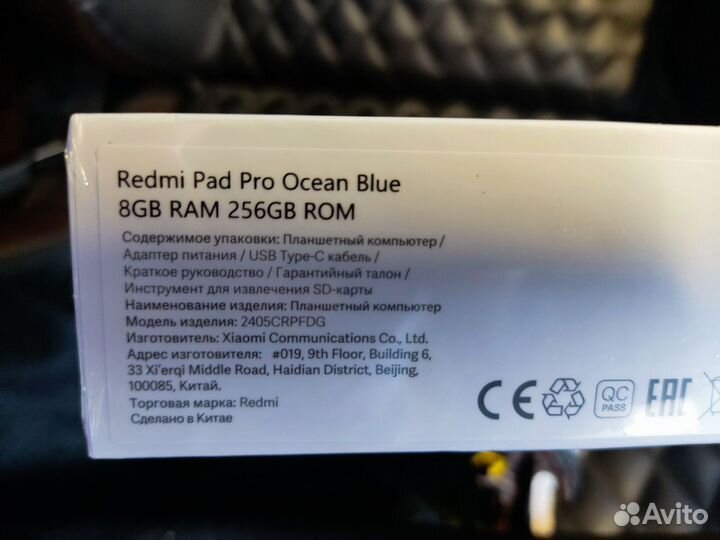 Redmi Pad Pro Ocean Blue
8GB RAM 256GB ROM
Содержимое упаковки: Планшетный компьютер /
Адаптер питания / USB Type-C кабель /
Краткое руководство / Гарантийный талон /
Инструмент для извлечения SD-карты
Наименование изделия: Планшетный компьютер
Модель изделия: 2405CRPFDG
Изготовитель: Xiaomi Communications Co., Ltd.
Адрес изготовителя: #019, 9th Floor, Building 6,
33 Xi'erqi Middle Road, Haidian District, Beijing,
100085, Китай.
Торговая марка: Redmi
Сделано в Китае
CE
QC
PASS
EAC
Avito